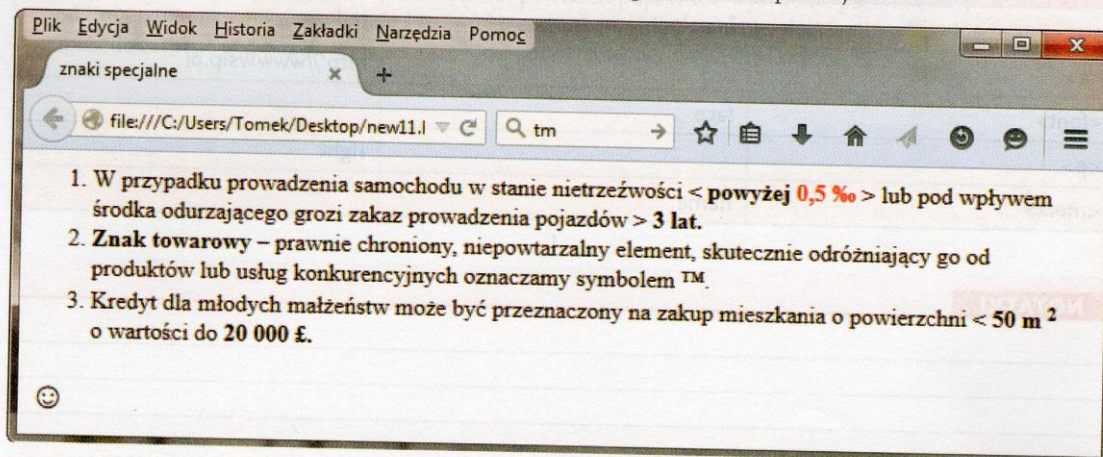 Plik Edycja Widok Historia Zakładki Narzędzia Pomoc
znaki specjalne
file:///C:/Users/Tomek/Desktop/new11.l
tm
1. W przypadku prowadzenia samochodu w stanie nietrzeźwości < powyżej 0,5 ‰ > lub pod wpływem
środka odurzającego grozi zakaz prowadzenia pojazdów > 3 lat.
2. Znak towarowy – prawnie chroniony, niepowtarzalny element, skutecznie odróżniający go od
produktów lub usług konkurencyjnych oznaczamy symbolem ™.
3. Kredyt dla młodych małżeństw może być przeznaczony na zakup mieszkania o powierzchni < 50 m ²
o wartości do 20 000 £.
☺